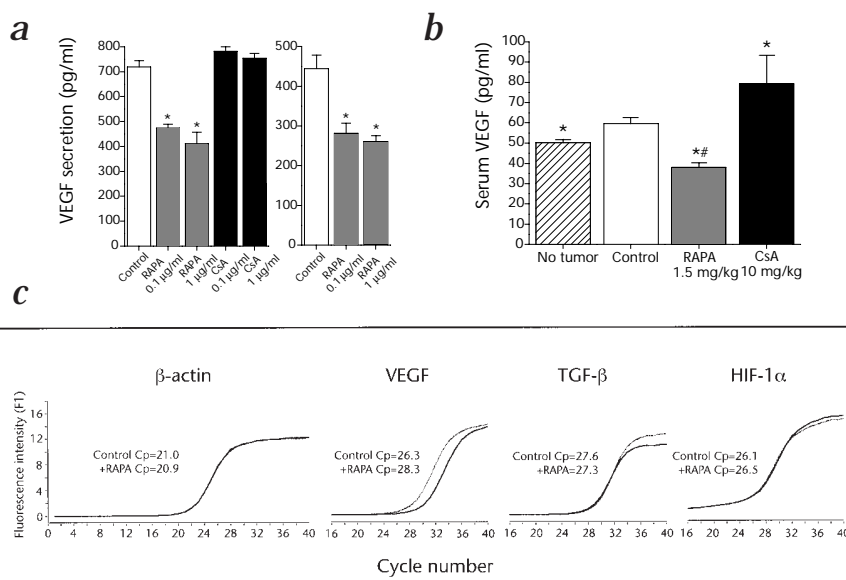 a
VEGF secretion (pg/ml)
800
700
600
500
400
300
200
100
0
*
*
Control
RAPA
0.1 µg/ml
RAPA
1 µg/ml
CsA
0.1 µg/ml
CsA
1 µg/ml
500
400
300
200
100
0
*
*
Control
RAPA
0.1 µg/ml
RAPA
1 µg/ml
b
Serum VEGF (pg/ml)
100
90
80
70
60
50
40
30
20
10
0
*
*#
*
No tumor
Control
RAPA
1.5 mg/kg
CsA
10 mg/kg
c
Fluorescence intensity (F1)
β-actin
16
12
8
4
0
Control Cp=21.0
+RAPA Cp=20.9
0 4 8 12 16 20 24 28 32 36 40
VEGF
Control Cp=26.3
+RAPA Cp=28.3
16 20 24 28 32 36 40
TGF-β
Control Cp=27.6
+RAPA=27.3
16 20 24 28 32 36 40
HIF-1α
Control Cp=26.1
+RAPA Cp=26.5
16 20 24 28 32 36 40
Cycle number